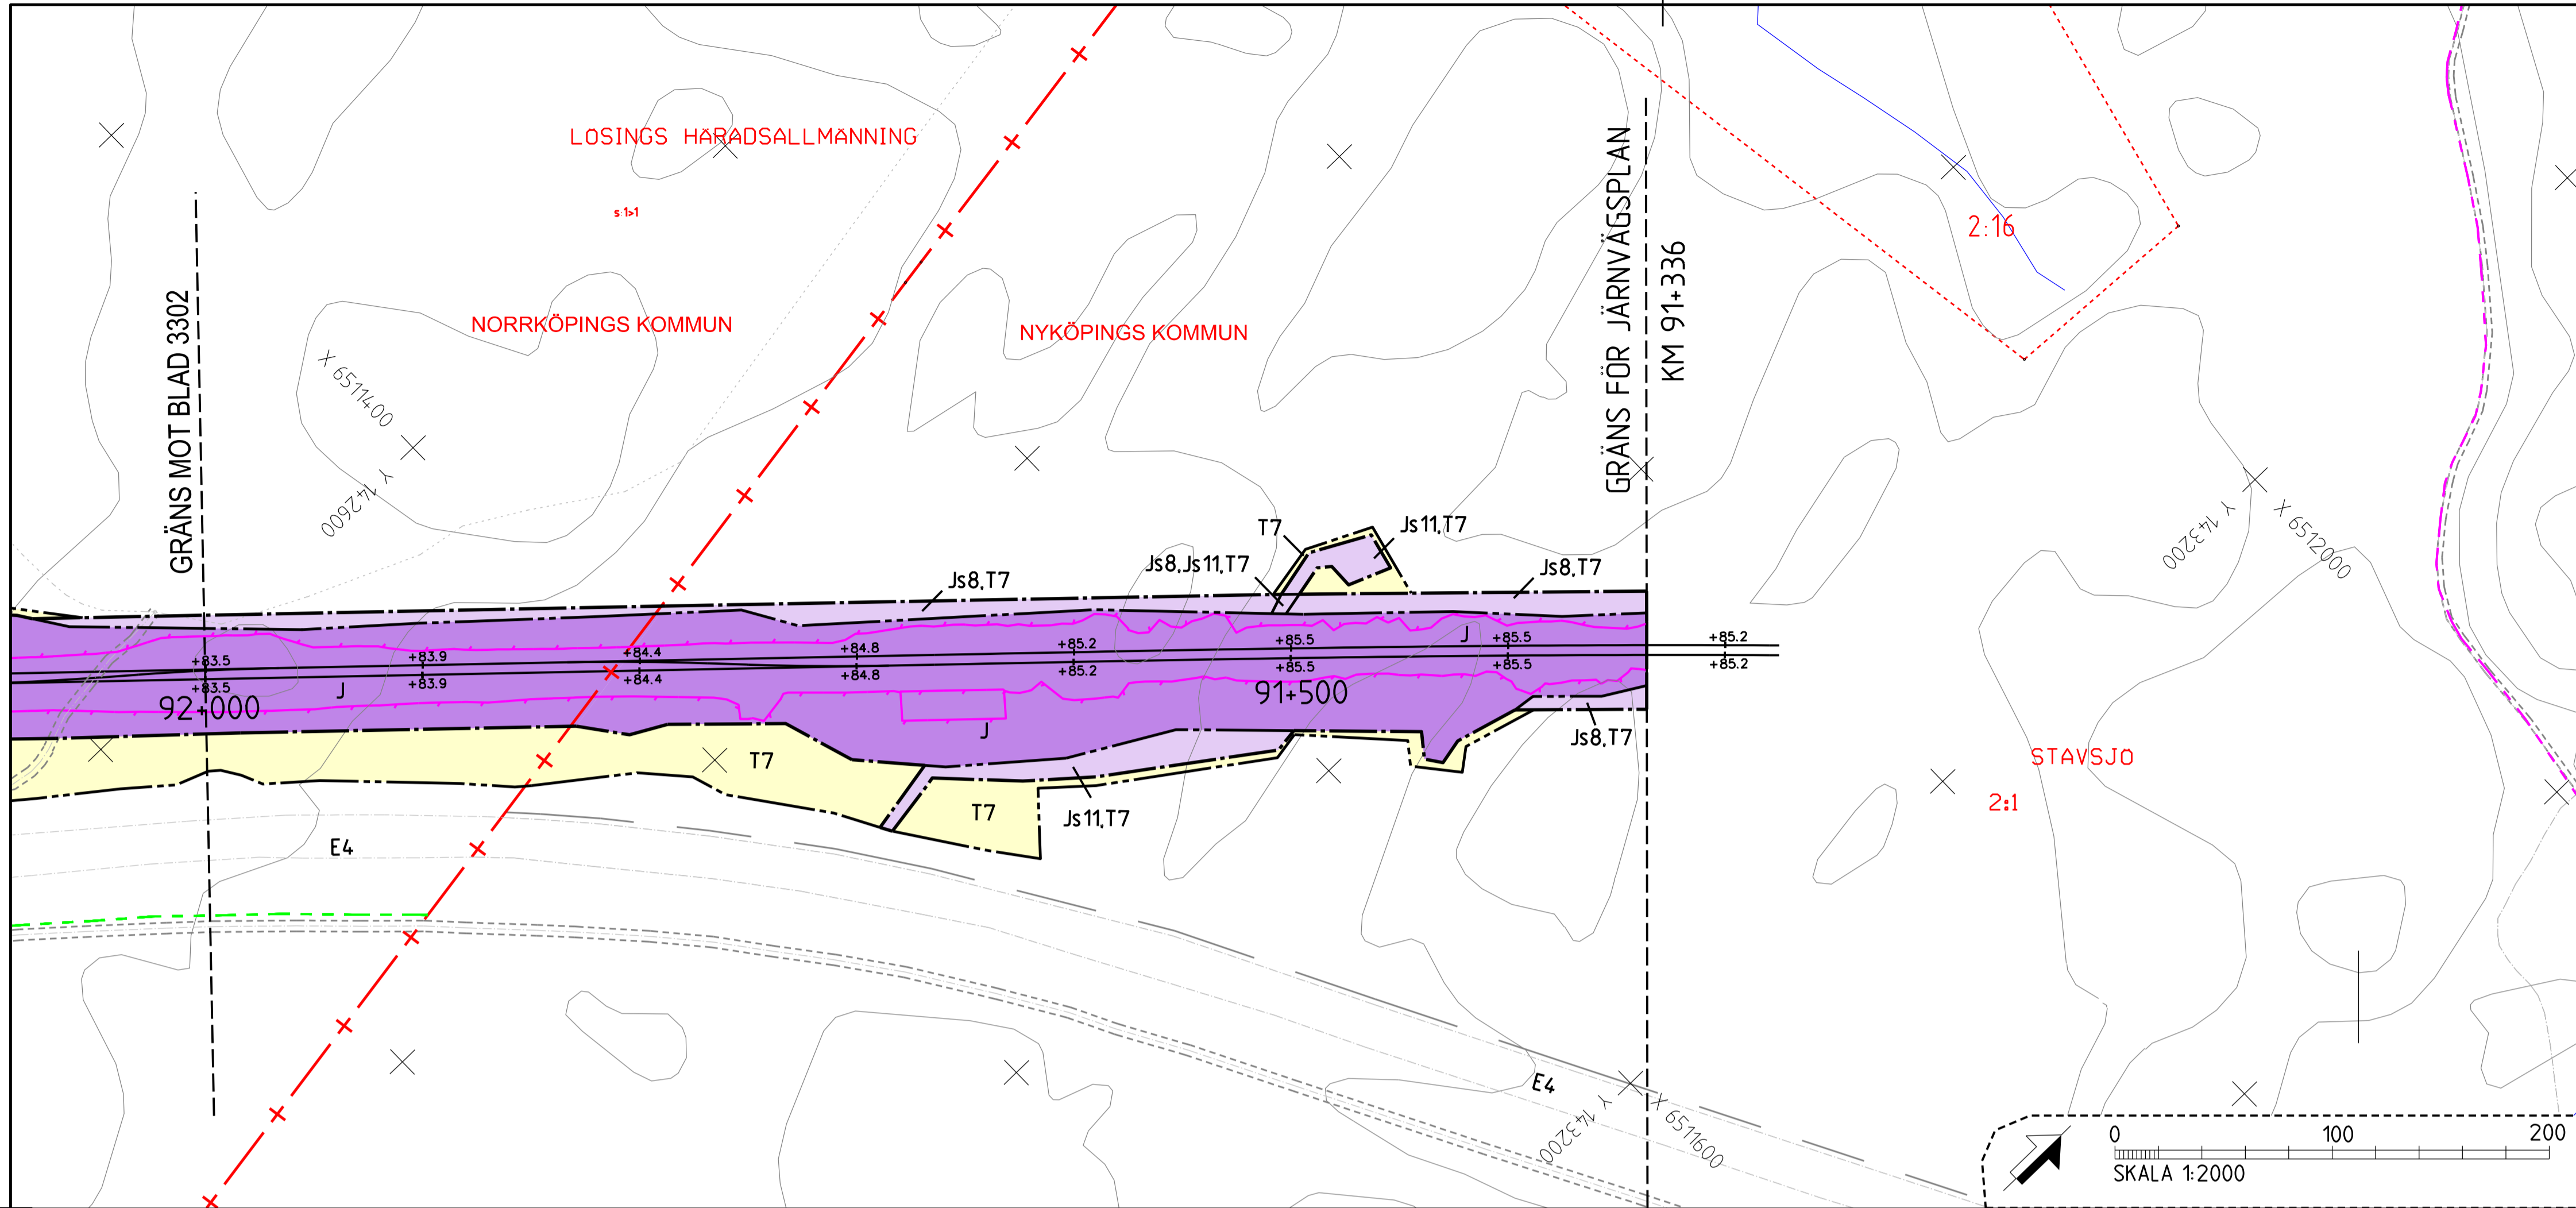 LÖSINGS HÄRADSALLMÄNNING
s:1>1
NORRKÖPINGS KOMMUN
NYKÖPINGS KOMMUN
GRÄNS MOT BLAD 3302
X 6511400
Y 142600
GRÄNS FÖR JÄRNVÄGSPLAN
KM 91+336
2:16
Y 143200
X 6512000
T7
Js11,T7
Js8,Js11,T7
Js8,T7
Js8,T7
J
+83.5
+83.9
+84.4
+84.8
+85.2
+85.5
+85.5
+85.2
+83.5
+83.9
+84.4
+84.8
+85.2
+85.5
+85.5
+85.2
J
92+000
91+500
J
Js8,T7
T7
T7
Js11,T7
STAVSJÖ
2:1
E4
E4
Y 143200
X 6511600
0 100 200
SKALA 1:2000